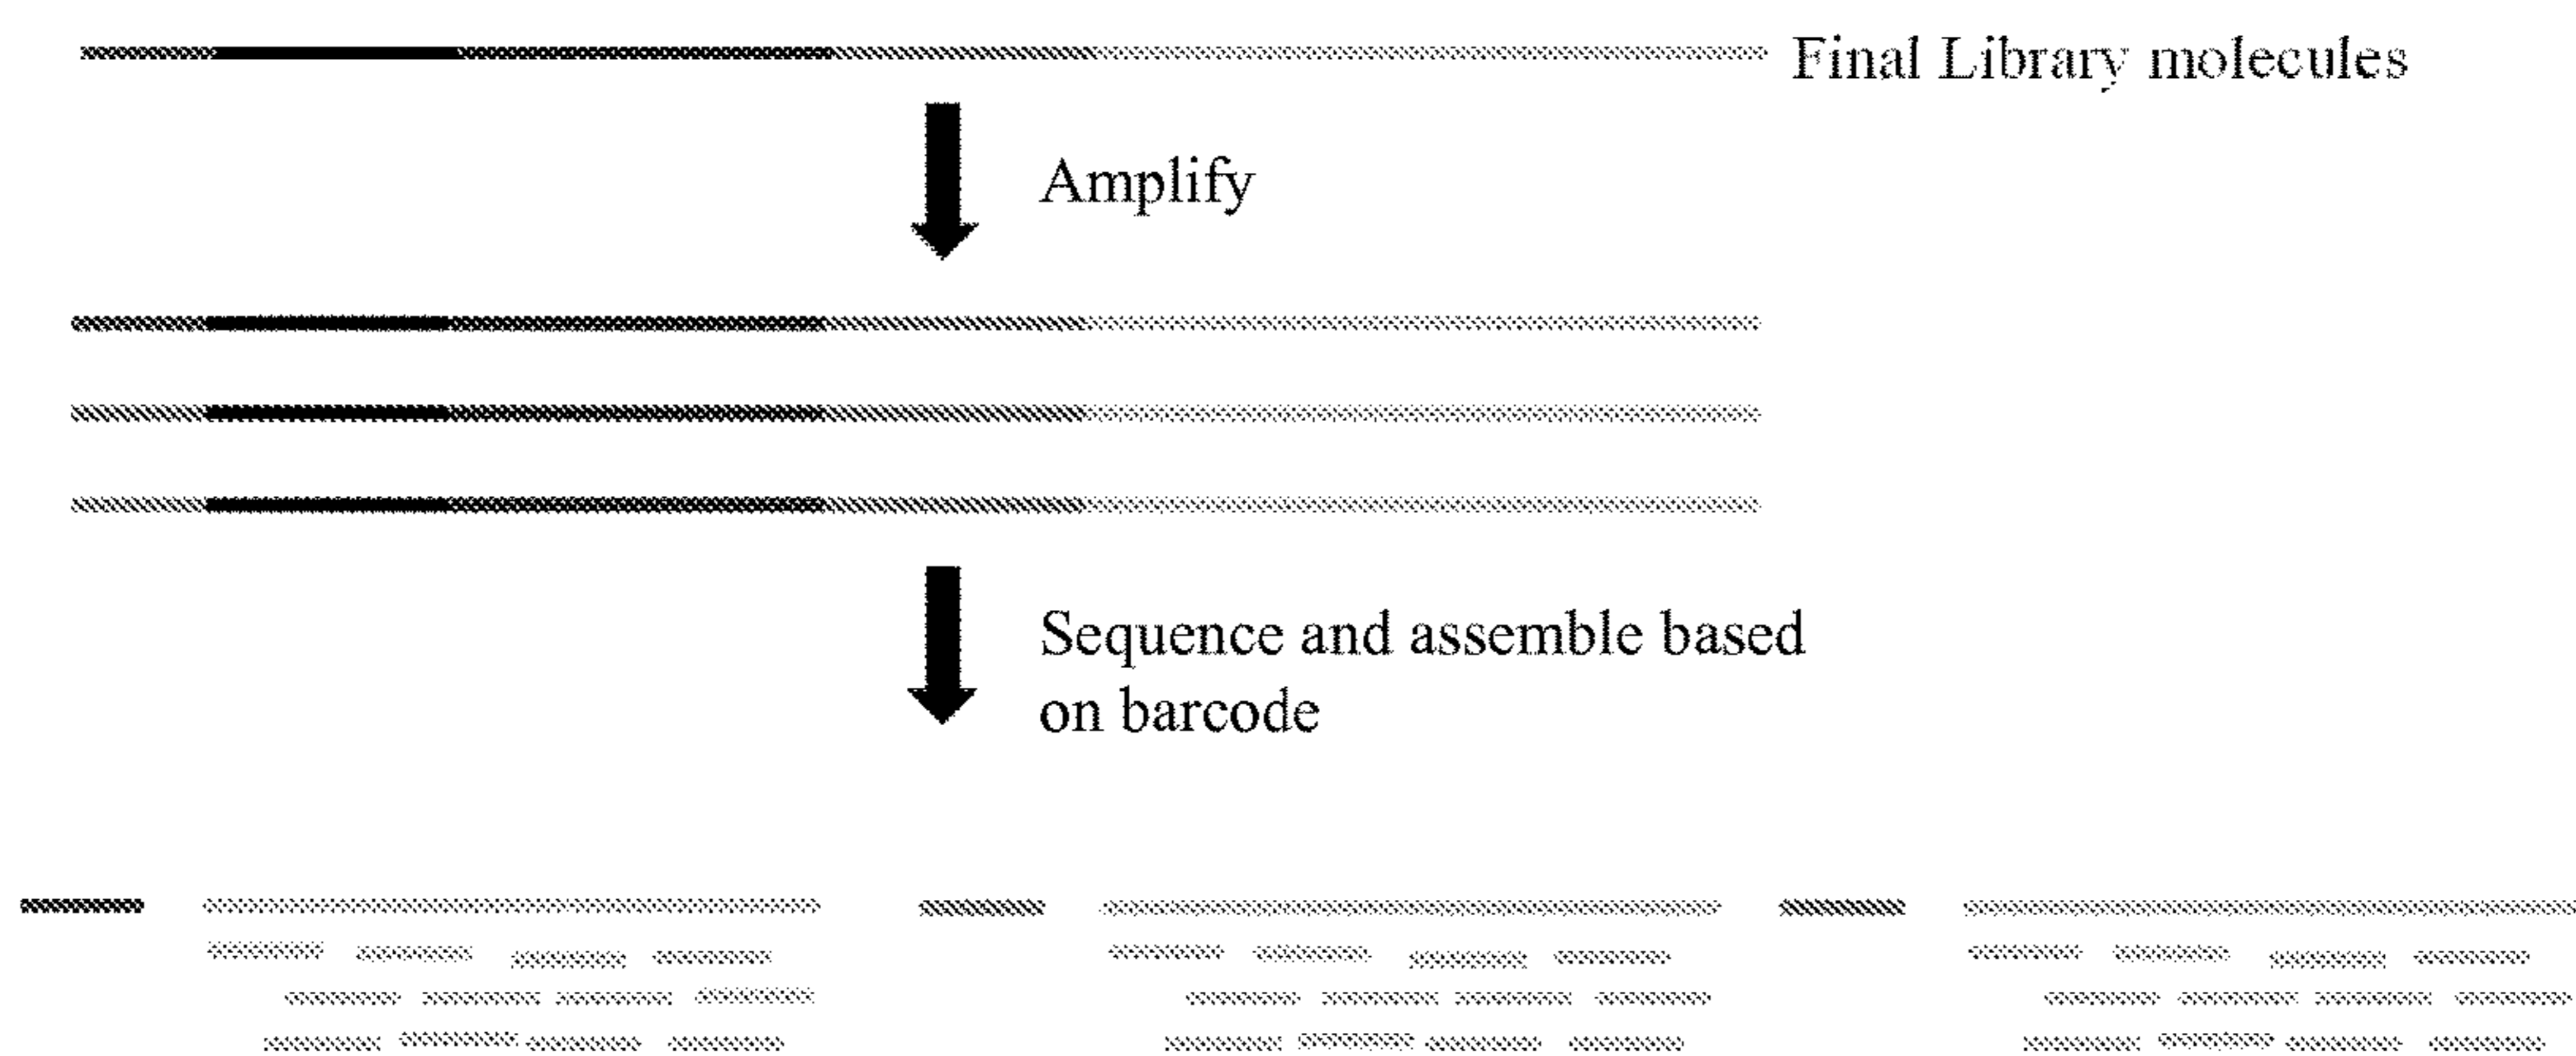 Final Library molecules
Amplify
Sequence and assemble based
on barcode